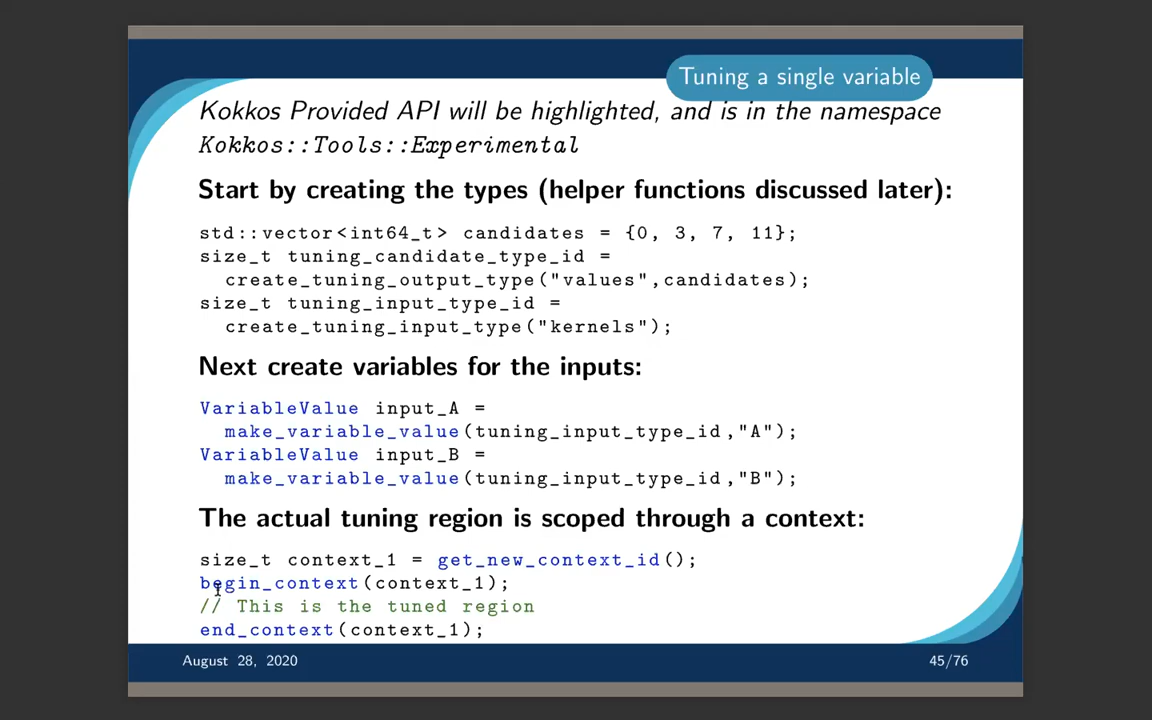 Tuning a single variable
Kokkos Provided API will be highlighted, and is in the namespace
Kokkos::Tools::Experimental
Start by creating the types (helper functions discussed later):
std::vector<int64_t> candidates = {0, 3, 7, 11};
size_t tuning_candidate_type_id =
create_tuning_output_type("values",candidates);
size_t tuning_input_type_id =
create_tuning_input_type("kernels");
Next create variables for the inputs:
VariableValue input_A =
make_variable_value(tuning_input_type_id,"A");
VariableValue input_B =
make_variable_value(tuning_input_type_id,"B");
The actual tuning region is scoped through a context:
size_t context_1 = get_new_context_id();
begin_context(context_1);
// This is the tuned region
end_context(context_1);
August 28, 2020
45/76